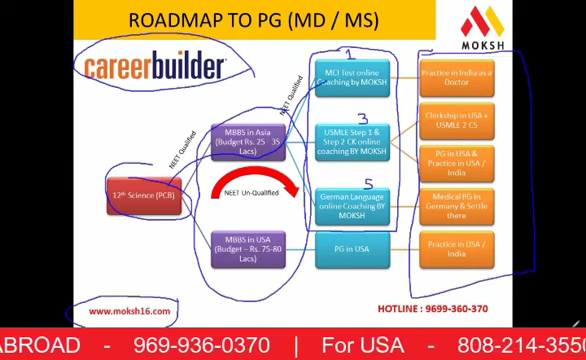 ROADMAP TO PG (MD / MS)
MOKSH
careerbuilder
1
MCI Test online
Coaching by MOKSH
Practice in India as a
Doctor
NEET Qualified
NEET Qualified
3
MBBS in Asia
(Budget Rs. 25 - 35
Lacs)
USMLE Step 1 &
Step 2 CK online
coaching BY MOKSH
Clerkship in USA +
USMLE 2 CS
PG in USA &
Practice in USA /
India
12th Science (PCB)
NEET Un-Qualified
5
German Language
online Coaching BY
MOKSH
Medical PG in
Germany & Settle
there
MBBS in USA
(Budget – Rs. 75-80
Lacs)
PG in USA
Practice in USA /
India
www.moksh16.com
HOTLINE : 9699-360-370
ABROAD - 969-936-0370 | For USA - 808-214-3550